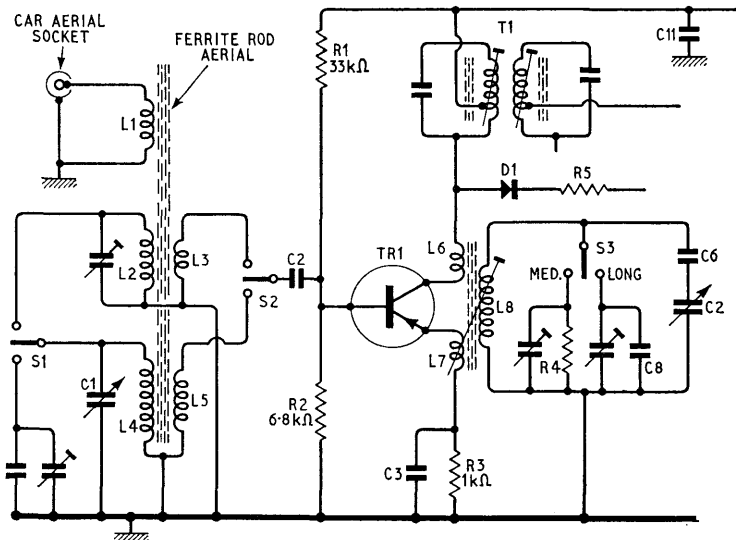 CAR AERIAL
SOCKET
FERRITE ROD
AERIAL
L1
R1
33kΩ
T1
C11
D1
R5
L2
L3
C2
S2
TR1
L6
L8
S3
MED.
LONG
C6
C2
S1
C1
L4
L5
L7
R4
C8
R2
6·8kΩ
C3
R3
1kΩ